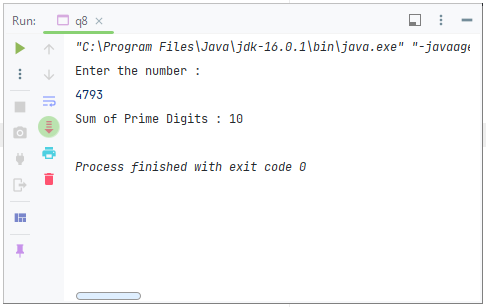 Run: q8
"C:\Program Files\Java\jdk-16.0.1\bin\java.exe" "-javaage
Enter the number :
4793
Sum of Prime Digits : 10
Process finished with exit code 0